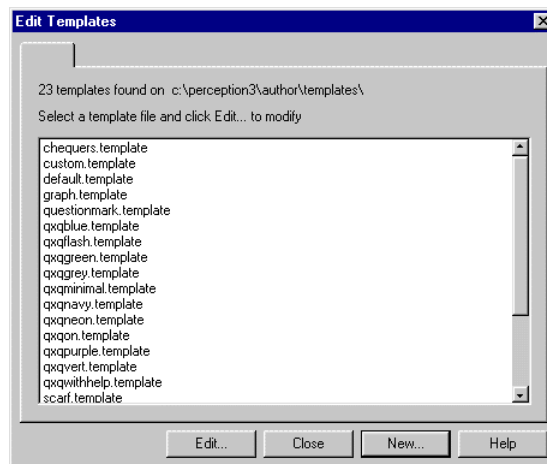 Edit Templates
23 templates found on c:\perception3\author\templates\
Select a template file and click Edit... to modify
chequers.template
custom.template
default.template
graph.template
questionmark.template
qxqblue.template
qxqflash.template
qxqgreen.template
qxqgrey.template
qxqminimal.template
qxqnavy.template
qxqneon.template
qxqon.template
qxqpurple.template
qxqvert.template
qxqwithhelp.template
scarf.template
Edit... Close New... Help